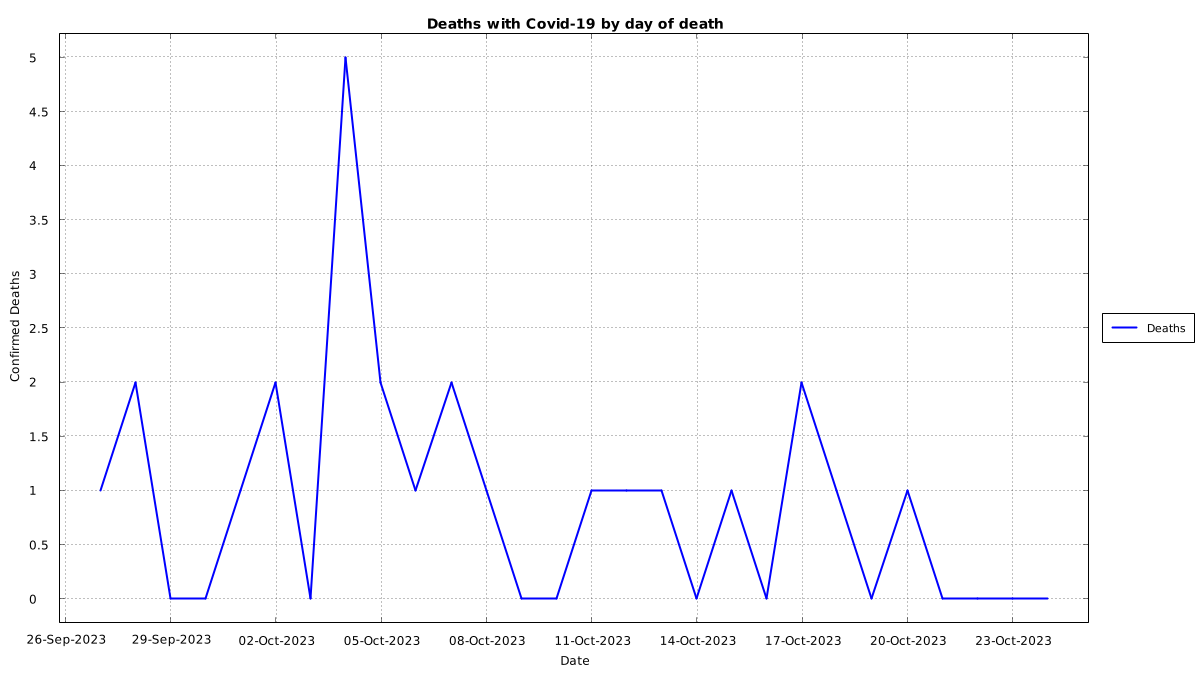 Deaths with Covid-19 by day of death
5
4.5
4
3.5
3
2.5
2
1.5
1
0.5
0
Confirmed Deaths
26-Sep-2023 29-Sep-2023 02-Oct-2023 05-Oct-2023 08-Oct-2023 11-Oct-2023 14-Oct-2023 17-Oct-2023 20-Oct-2023 23-Oct-2023
Date
Deaths